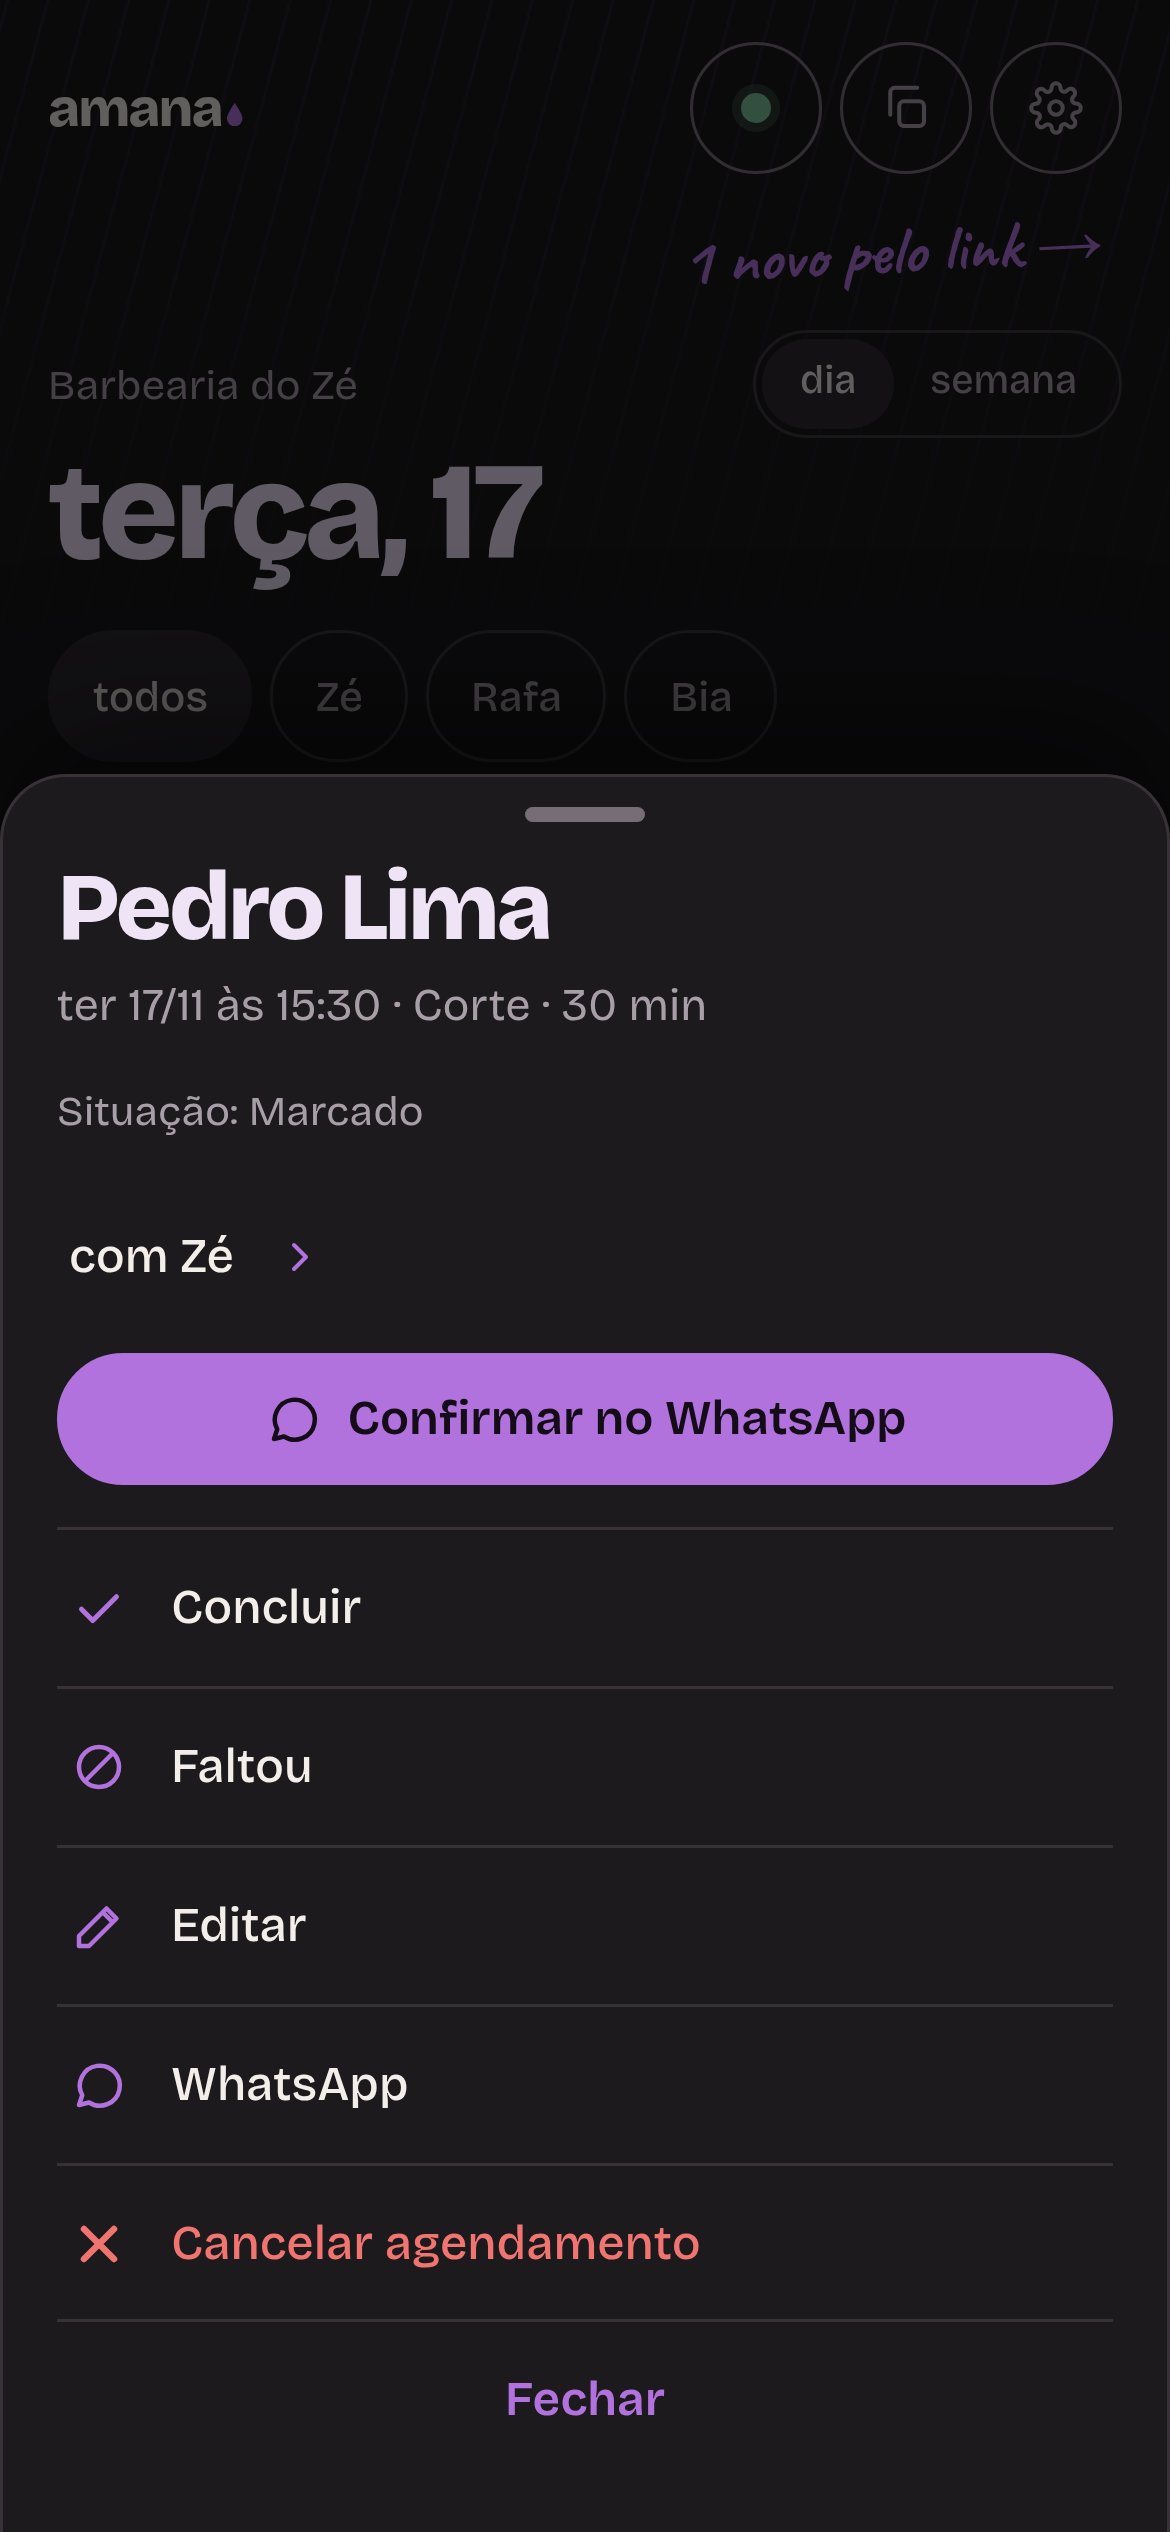 amana
1 novo pelo link →
Barbearia do Zé
dia semana
terça, 17
todos Zé Rafa Bia
Pedro Lima
ter 17/11 às 15:30 · Corte · 30 min
Situação: Marcado
com Zé
Confirmar no WhatsApp
Concluir
Faltou
Editar
WhatsApp
Cancelar agendamento
Fechar